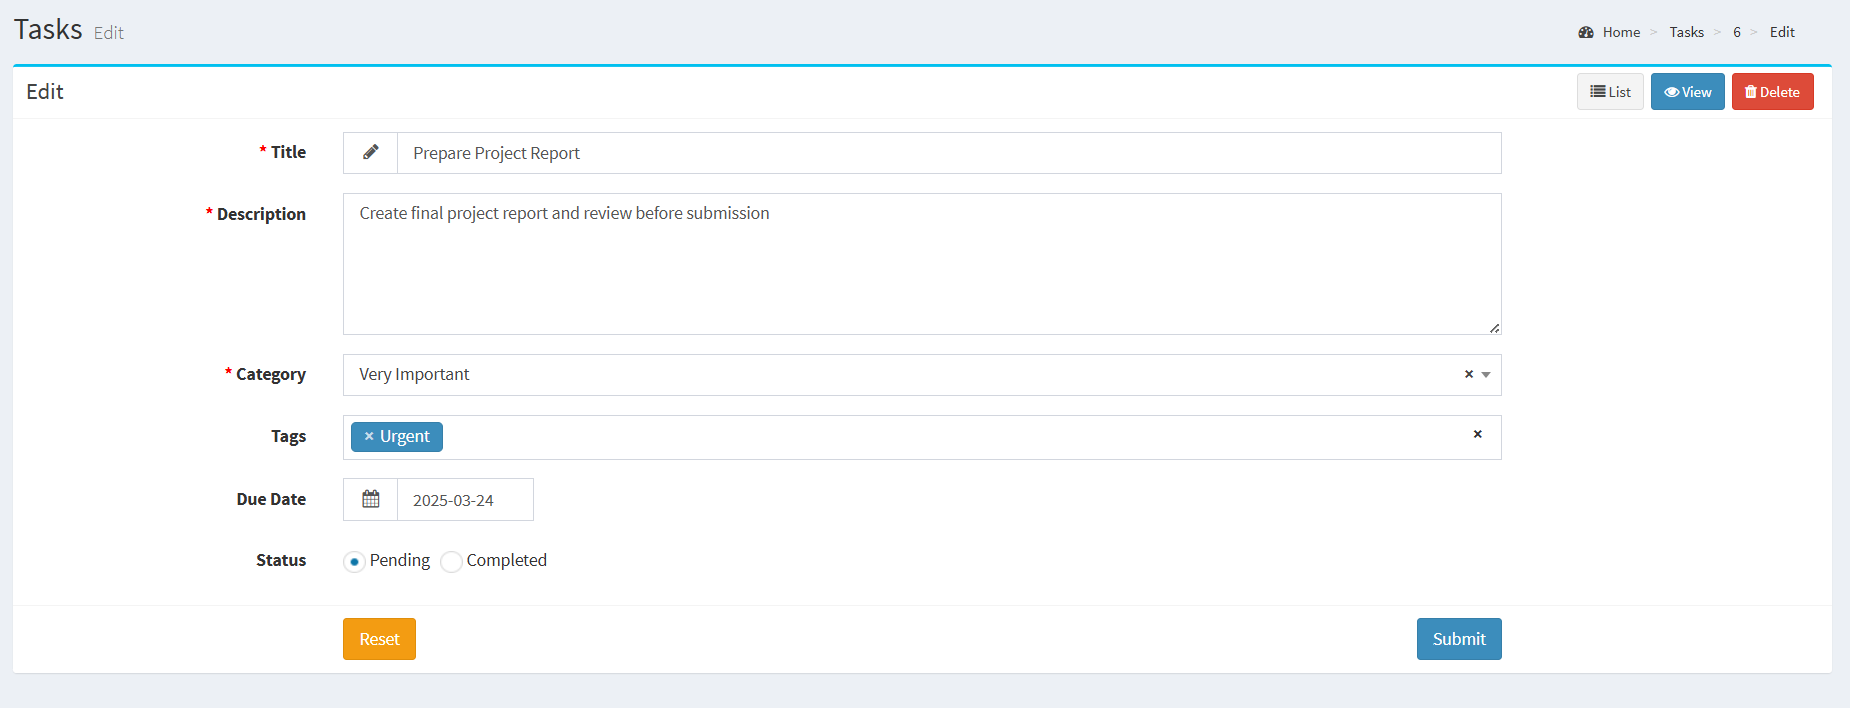 Tasks Edit
Home > Tasks > 6 > Edit
Edit
List View Delete
* Title Prepare Project Report
* Description Create final project report and review before submission
* Category Very Important × 
Tags × Urgent ×
Due Date 2025-03-24
Status Pending Completed
Reset Submit